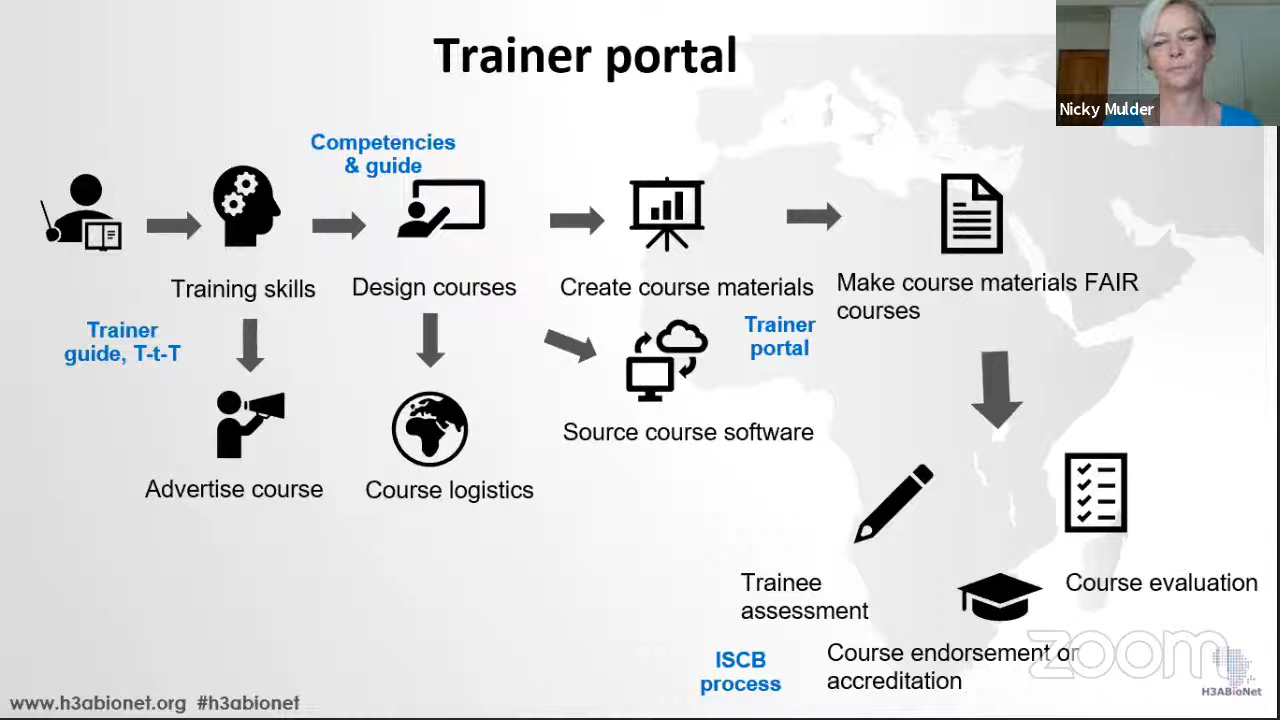 Trainer portal
Nicky Mulder
Competencies
& guide
Training skills
Design courses
Create course materials
Make course materials FAIR
courses
Trainer
guide, T-t-T
Trainer
portal
Source course software
Advertise course
Course logistics
Trainee
assessment
Course evaluation
ISCB
process
Course endorsement or
accreditation
zoom
H3ABioNet
www.h3abionet.org #h3abionet